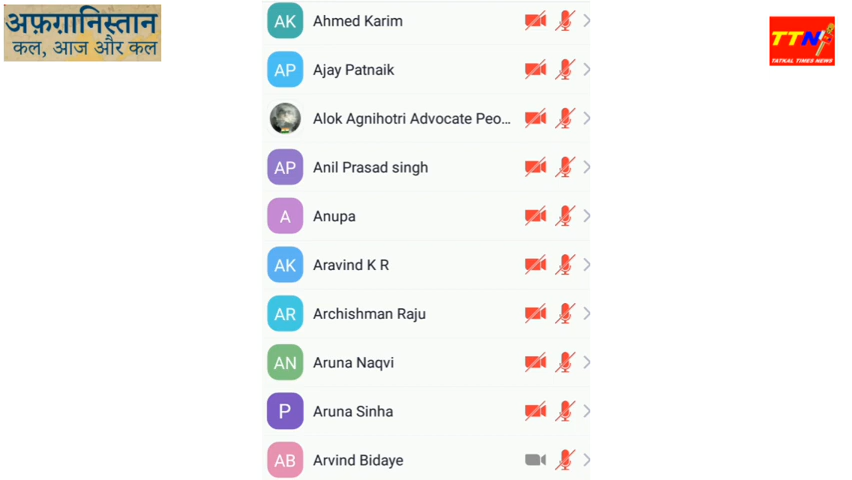 अफ़ग़ानिस्तान
कल, आज और कल
TTN
TATKAL TIMES NEWS
AK Ahmed Karim
AP Ajay Patnaik
Alok Agnihotri Advocate Peo...
AP Anil Prasad singh
A Anupa
AK Aravind K R
AR Archishman Raju
AN Aruna Naqvi
P Aruna Sinha
AB Arvind Bidaye